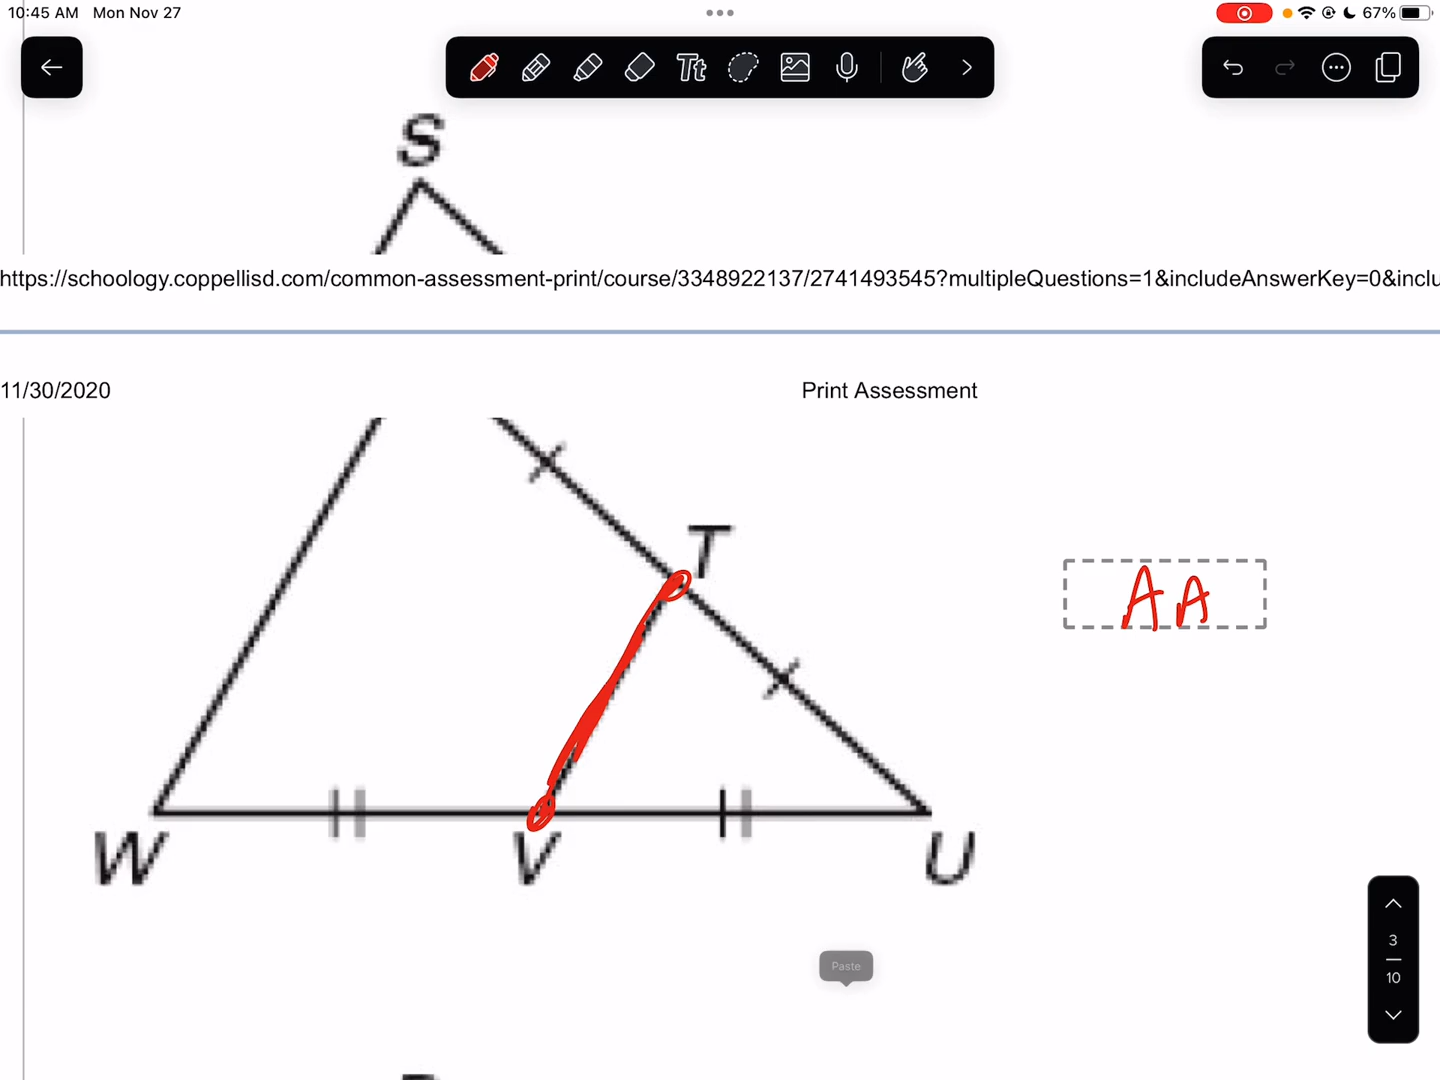 10:45 AM Mon Nov 27
67%
Tt
S
https://schoology.coppellisd.com/common-assessment-print/course/3348922137/2741493545?multipleQuestions=1&includeAnswerKey=0&inclu
11/30/2020
Print Assessment
T
AA
W
V
U
Paste
3
10